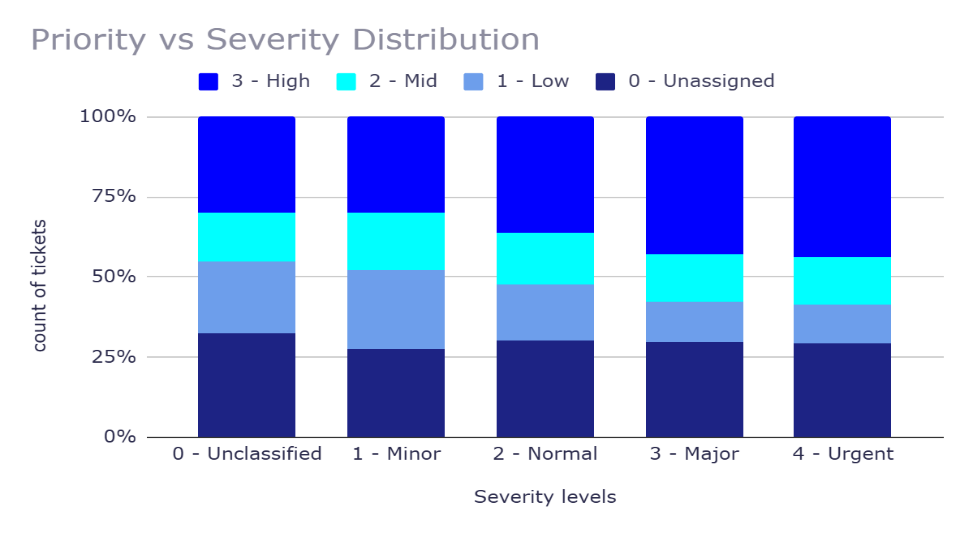 Priority vs Severity Distribution
3 - High 2 - Mid 1 - Low 0 - Unassigned
100%
75%
50%
25%
0%
count of tickets
0 - Unclassified 1 - Minor 2 - Normal 3 - Major 4 - Urgent
Severity levels